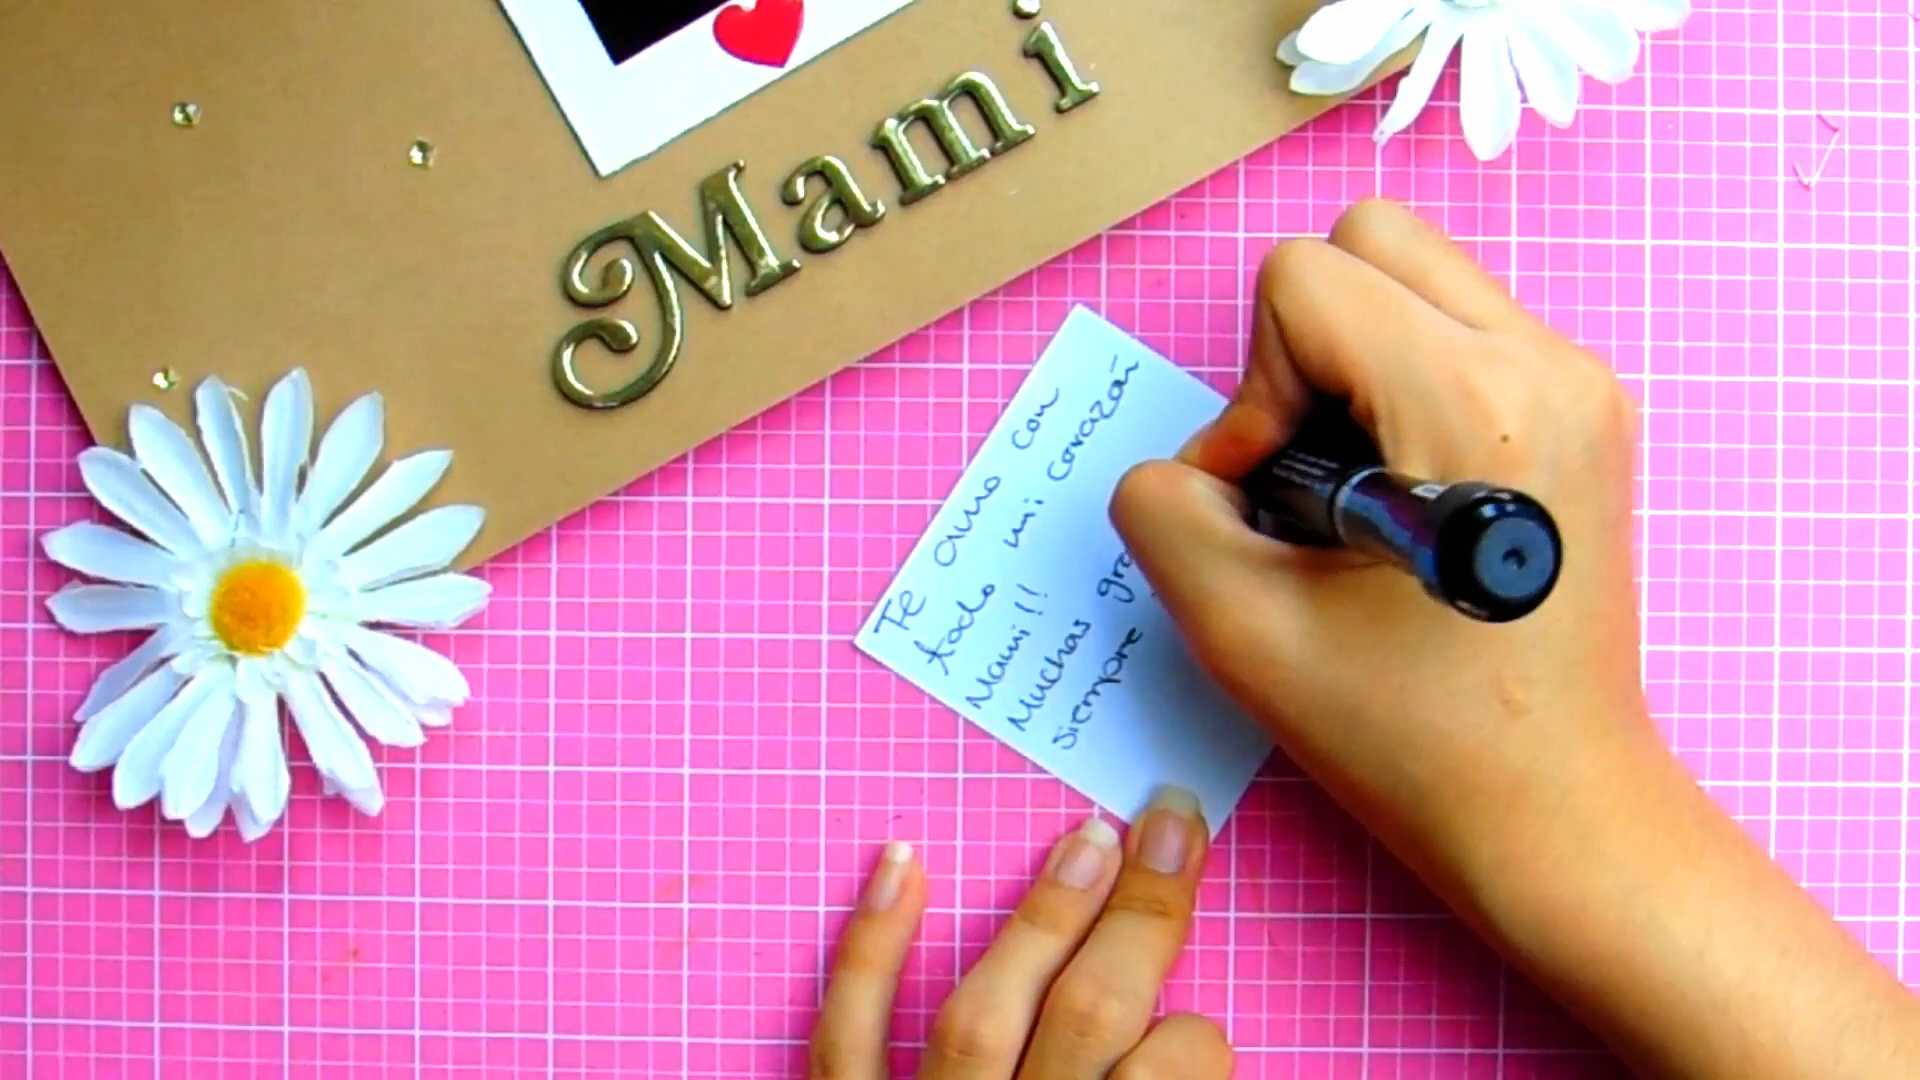 Mami
Te amo con
todo mi corazón
Mami!!
Muchas gra
siempre